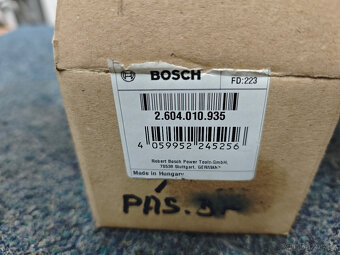 BOSCH
FD:223
2.604.010.935
4 059952 245256
Robert Bosch Power Tools GmbH,
70538 Stuttgart, GERMANY
Made in Hungary